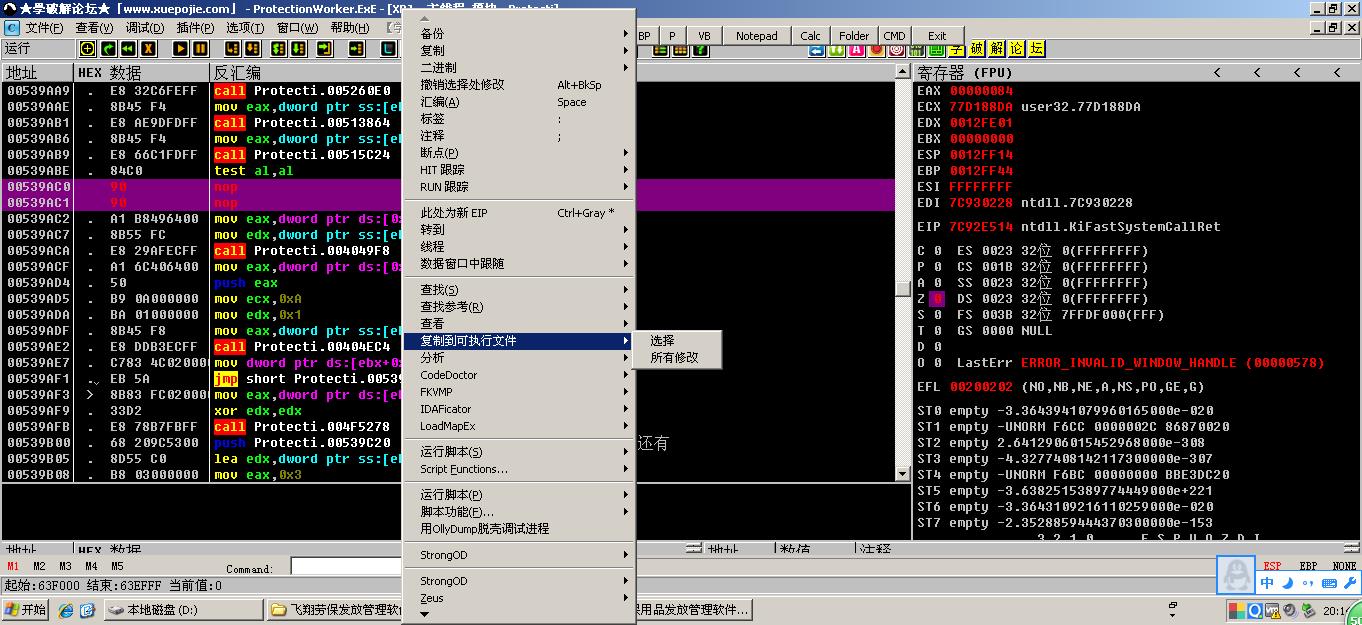 ★学破解论坛★ [www.xuepojie.com] - ProtectionWorker.ExE - [XP]
文件(F) 查看(V) 调试(D) 插件(P) 选项(T) 窗口(W) 帮助(H)
BP P VB Notepad Calc Folder CMD Exit
运行
破 解 论 坛
地址 HEX 数据 反汇编
00539AA9 . E8 32C6FEFF call Protecti.005260E0
00539AAE . 8B45 F4 mov eax,dword ptr ss:[eb
00539AB1 . E8 AE9DFDFF call Protecti.00513864
00539AB6 . 8B45 F4 mov eax,dword ptr ss:[eb
00539AB9 . E8 66C1FDFF call Protecti.00515C24
00539ABE . 84C0 test al,al
00539AC0 90 nop
00539AC1 90 nop
00539AC2 . A1 B8496400 mov eax,dword ptr ds:[0x
00539AC7 . 8B55 FC mov edx,dword ptr ss:[eb
00539ACA . E8 29AFECFF call Protecti.004049F8
00539ACF . A1 6C406400 mov eax,dword ptr ds:[0x
00539AD4 . 50 push eax
00539AD5 . B9 0A000000 mov ecx,0xA
00539ADA . BA 01000000 mov edx,0x1
00539ADF . 8B45 F8 mov eax,dword ptr ss:[eb
00539AE2 . E8 DDB3ECFF call Protecti.00404EC4
00539AE7 . C783 4C02000 mov dword ptr ds:[ebx+0x
00539AF1 . EB 5A jmp short Protecti.00539
00539AF3 > 8B83 FC02000 mov eax,dword ptr ds:[eb
00539AF9 . 33D2 xor edx,edx
00539AFB . E8 78B7FBFF call Protecti.004F5278
00539B00 . 68 209C5300 push Protecti.00539C20
00539B05 . 8D55 C0 lea edx,dword ptr ss:[eb
00539B08 . B8 03000000 mov eax,0x3
还有
备份
复制
二进制
撤销选择处修改 Alt+BkSp
汇编(A) Space
标签 :
注释 ;
断点(P)
HIT 跟踪
RUN 跟踪
此处为新 EIP Ctrl+Gray *
转到
线程
数据窗口中跟随
查找(S)
查找参考(R)
查看
复制到可执行文件
分析
CodeDoctor
FKVMP
IDAFicator
LoadMapEx
运行脚本(S)
Script Functions...
运行脚本(P)
脚本功能(F)...
用OllyDump脱壳调试进程
StrongOD
StrongOD
Zeus
选择
所有修改
寄存器 (FPU) < < < <
EAX 00000084
ECX 77D188DA user32.77D188DA
EDX 0012FE01
EBX 00000000
ESP 0012FF14
EBP 0012FF44
ESI FFFFFFFF
EDI 7C930228 ntdll.7C930228
EIP 7C92E514 ntdll.KiFastSystemCallRet
C 0 ES 0023 32位 0(FFFFFFFF)
P 0 CS 001B 32位 0(FFFFFFFF)
A 0 SS 0023 32位 0(FFFFFFFF)
Z 0 DS 0023 32位 0(FFFFFFFF)
S 0 FS 003B 32位 7FFDF000(FFF)
T 0 GS 0000 NULL
D 0
O 0 LastErr ERROR_INVALID_WINDOW_HANDLE (00000578)
EFL 00200202 (NO,NB,NE,A,NS,PO,GE,G)
ST0 empty -3.3643941079960165000e-020
ST1 empty -UNORM F6CC 0000002C 86870020
ST2 empty 2.6412906015452968000e-308
ST3 empty -4.3277408142117300000e-307
ST4 empty -UNORM F6BC 00000000 BBE3DC20
ST5 empty -3.6382515389774449000e+221
ST6 empty -3.3643109216110259000e-020
ST7 empty -2.3528859444370300000e-153
3 2 1 0 E S P U O Z D I
地址 HEX 数据 地址 数值 注释
M1 M2 M3 M4 M5 Command: ESP EBP NONE
起始:63F000 结束:63EFFF 当前值:0
中
开始 本地磁盘 (D:) 飞翔劳保发放管理软件 用品发放管理软件... 20:14